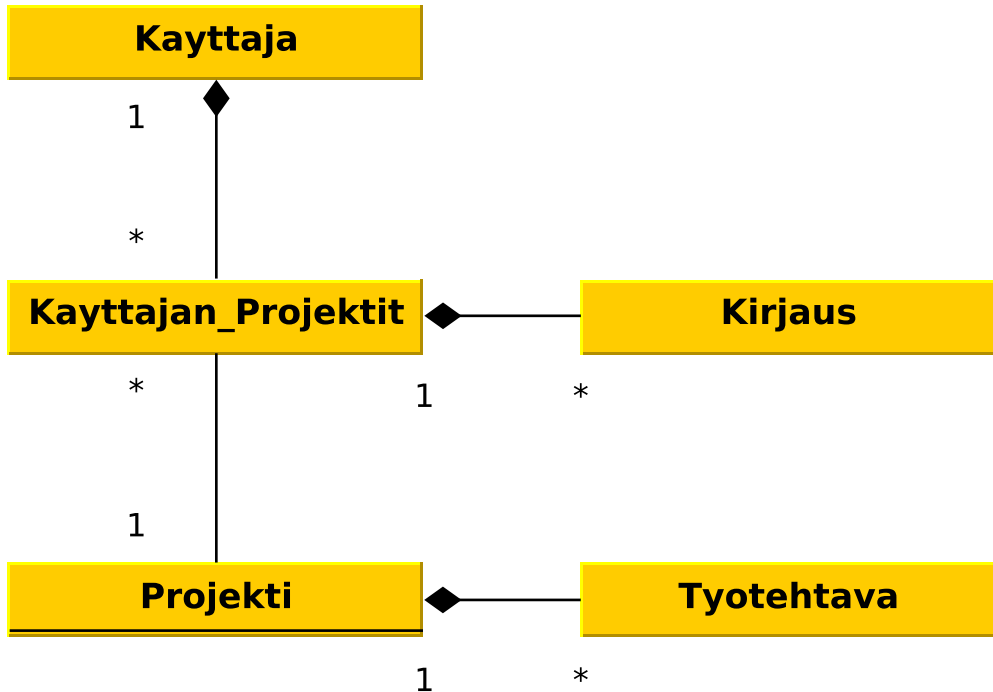 Kayttaja
1
*
Kayttajan_Projektit
Kirjaus
*
1
*
1
Projekti
Tyotehtava
1
*